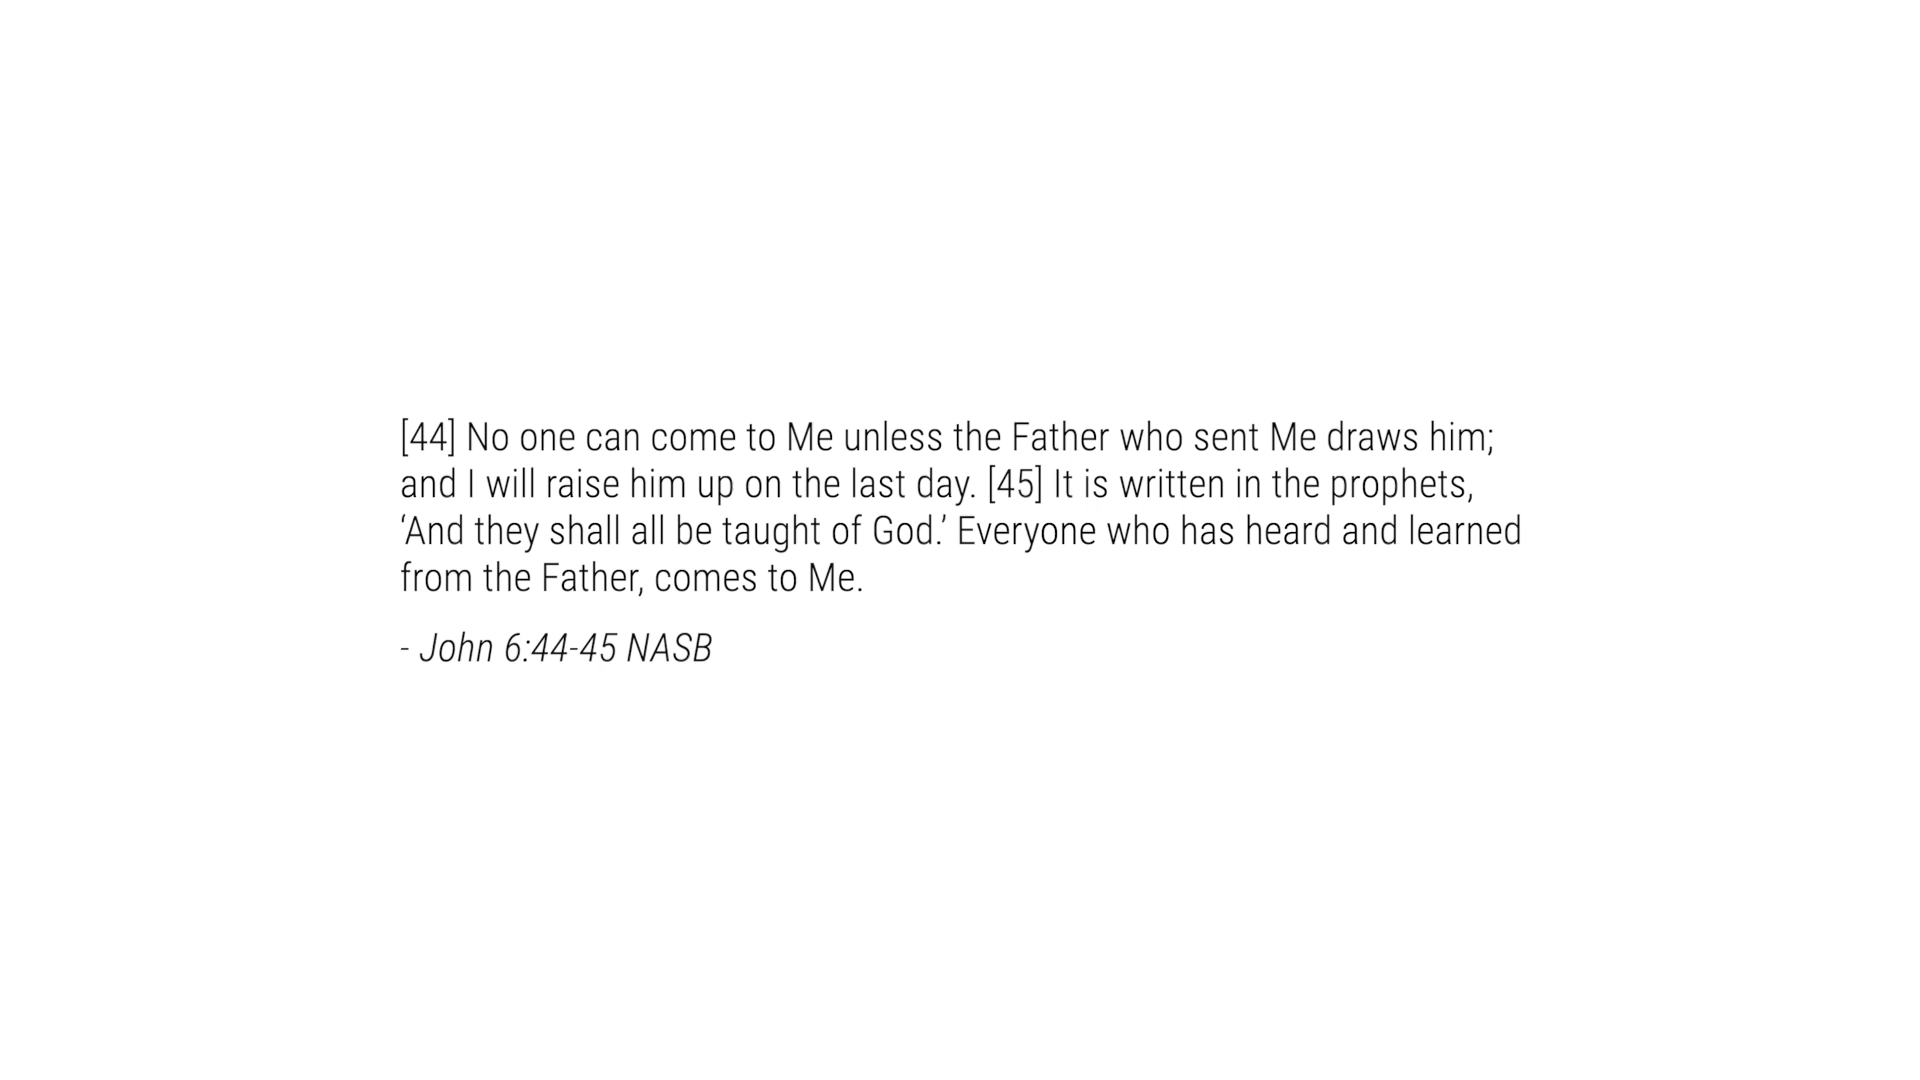 [44] No one can come to Me unless the Father who sent Me draws him;
and I will raise him up on the last day. [45] It is written in the prophets,
‘And they shall all be taught of God.’ Everyone who has heard and learned
from the Father, comes to Me.
- John 6:44-45 NASB